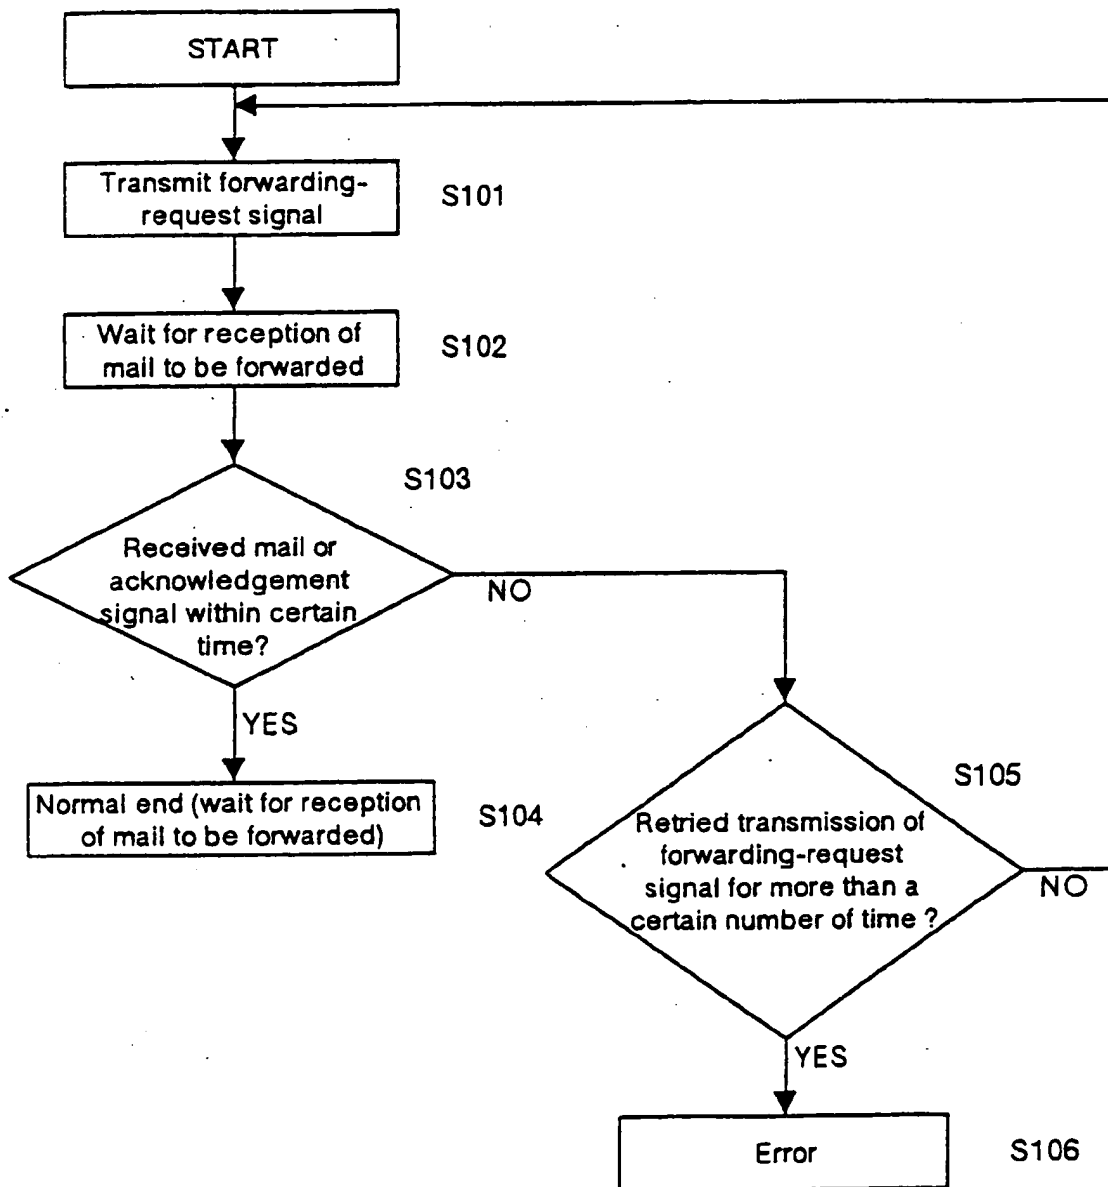 START
Transmit forwarding-
request signal
S101
Wait for reception of
mail to be forwarded
S102
S103
Received mail or
acknowledgement
signal within certain
time?
NO
YES
Normal end (wait for reception
of mail to be forwarded)
S104
S105
Retried transmission of
forwarding-request
signal for more than a
certain number of time ?
NO
YES
Error
S106